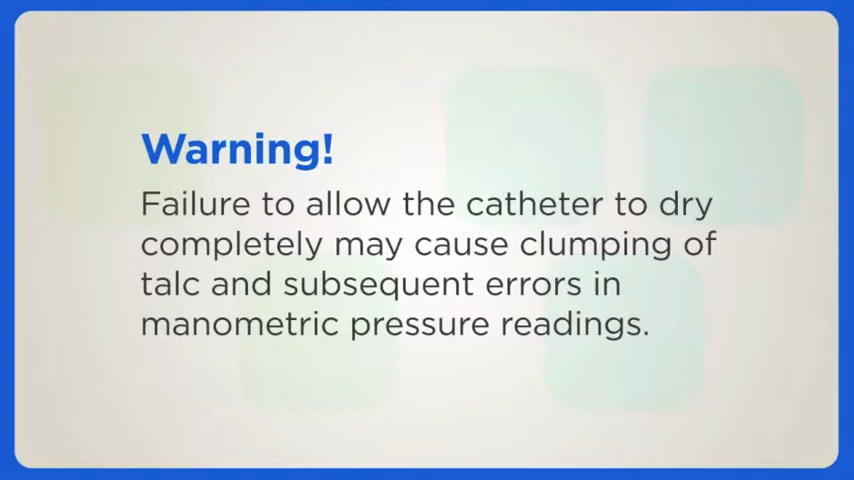 Warning!
Failure to allow the catheter to dry
completely may cause clumping of
talc and subsequent errors in
manometric pressure readings.